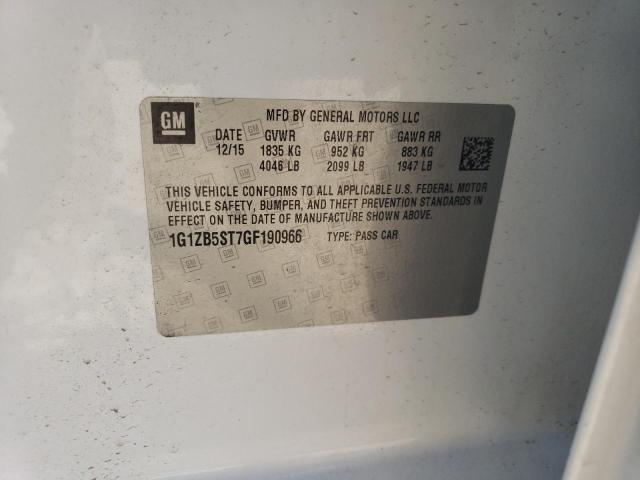 GM
MFD BY GENERAL MOTORS LLC
DATE GVWR GAWR FRT GAWR RR
12/15 1835 KG 952 KG 883 KG
4046 LB 2099 LB 1947 LB
THIS VEHICLE CONFORMS TO ALL APPLICABLE U.S. FEDERAL MOTOR
VEHICLE SAFETY, BUMPER, AND THEFT PREVENTION STANDARDS IN
EFFECT ON THE DATE OF MANUFACTURE SHOWN ABOVE.
1G1ZB5ST7GF190966 TYPE: PASS CAR